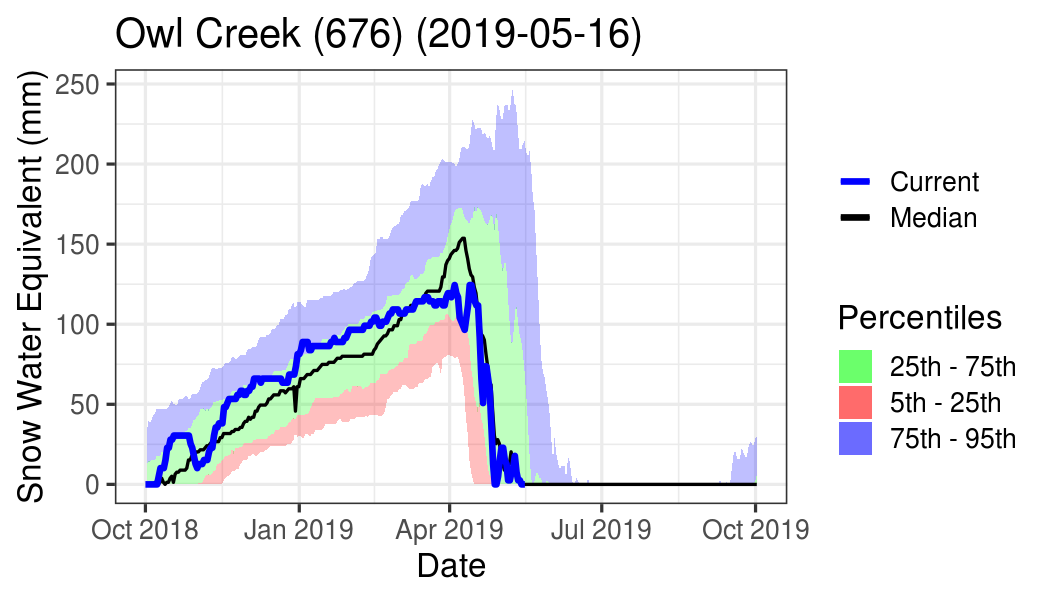 Owl Creek (676) (2019-05-16)
Snow Water Equivalent (mm)
250
200
150
100
50
0
Oct 2018
Jan 2019
Apr 2019
Jul 2019
Oct 2019
Date
Current
Median
Percentiles
25th - 75th
5th - 25th
75th - 95th